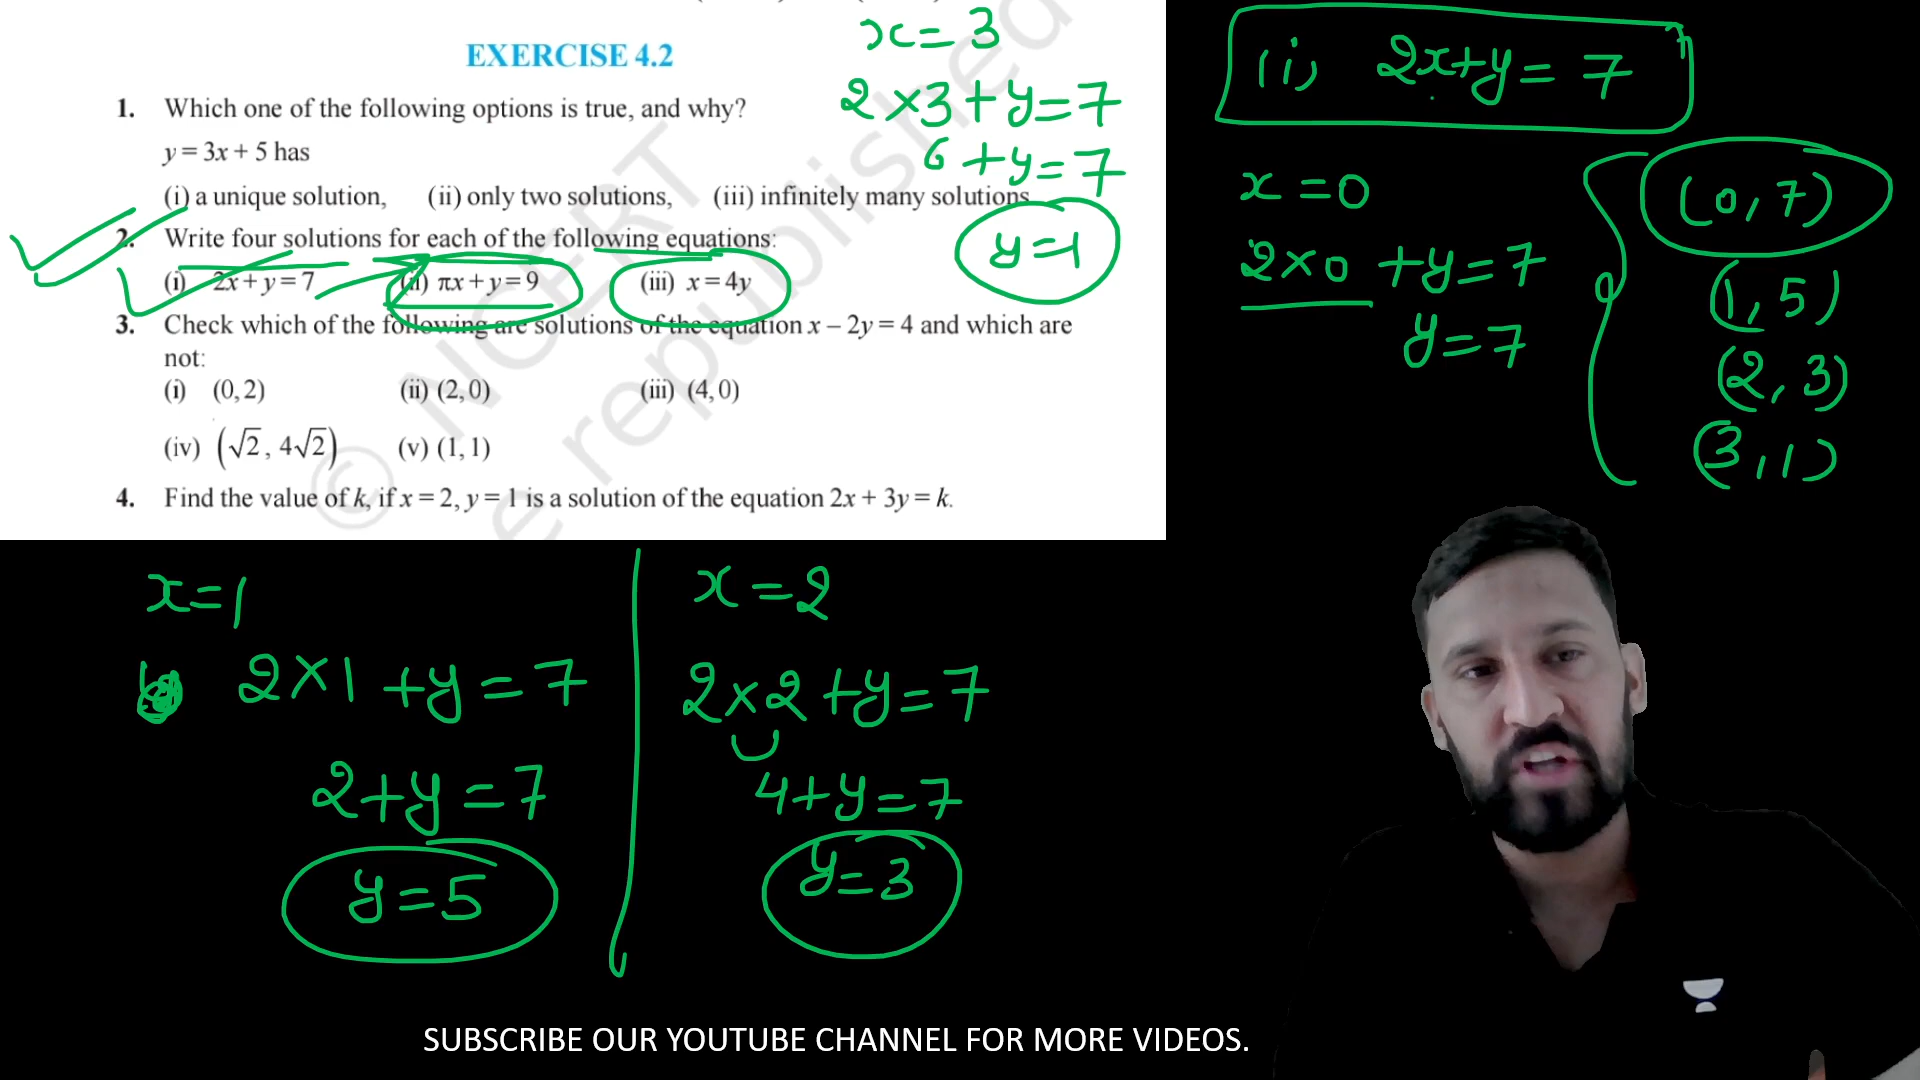 EXERCISE 4.2
1. Which one of the following options is true, and why?
y = 3x + 5 has
(i) a unique solution, (ii) only two solutions, (iii) infinitely many solutions
2. Write four solutions for each of the following equations:
(i) 2x + y = 7 (ii) πx + y = 9 (iii) x = 4y
3. Check which of the following are solutions of the equation x – 2y = 4 and which are
not:
(i) (0, 2) (ii) (2, 0) (iii) (4, 0)
(iv) (√2, 4√2) (v) (1, 1)
4. Find the value of k, if x = 2, y = 1 is a solution of the equation 2x + 3y = k.
© NCERT
e republished
x = 3
2 × 3 + y = 7
6 + y = 7
y = 1
(i) 2x + y = 7
x = 0
2 × 0 + y = 7
y = 7
(0, 7)
(1, 5)
(2, 3)
(3, 1)
x = 1
2 × 1 + y = 7
2 + y = 7
y = 5
x = 2
2 × 2 + y = 7
4 + y = 7
y = 3
SUBSCRIBE OUR YOUTUBE CHANNEL FOR MORE VIDEOS.